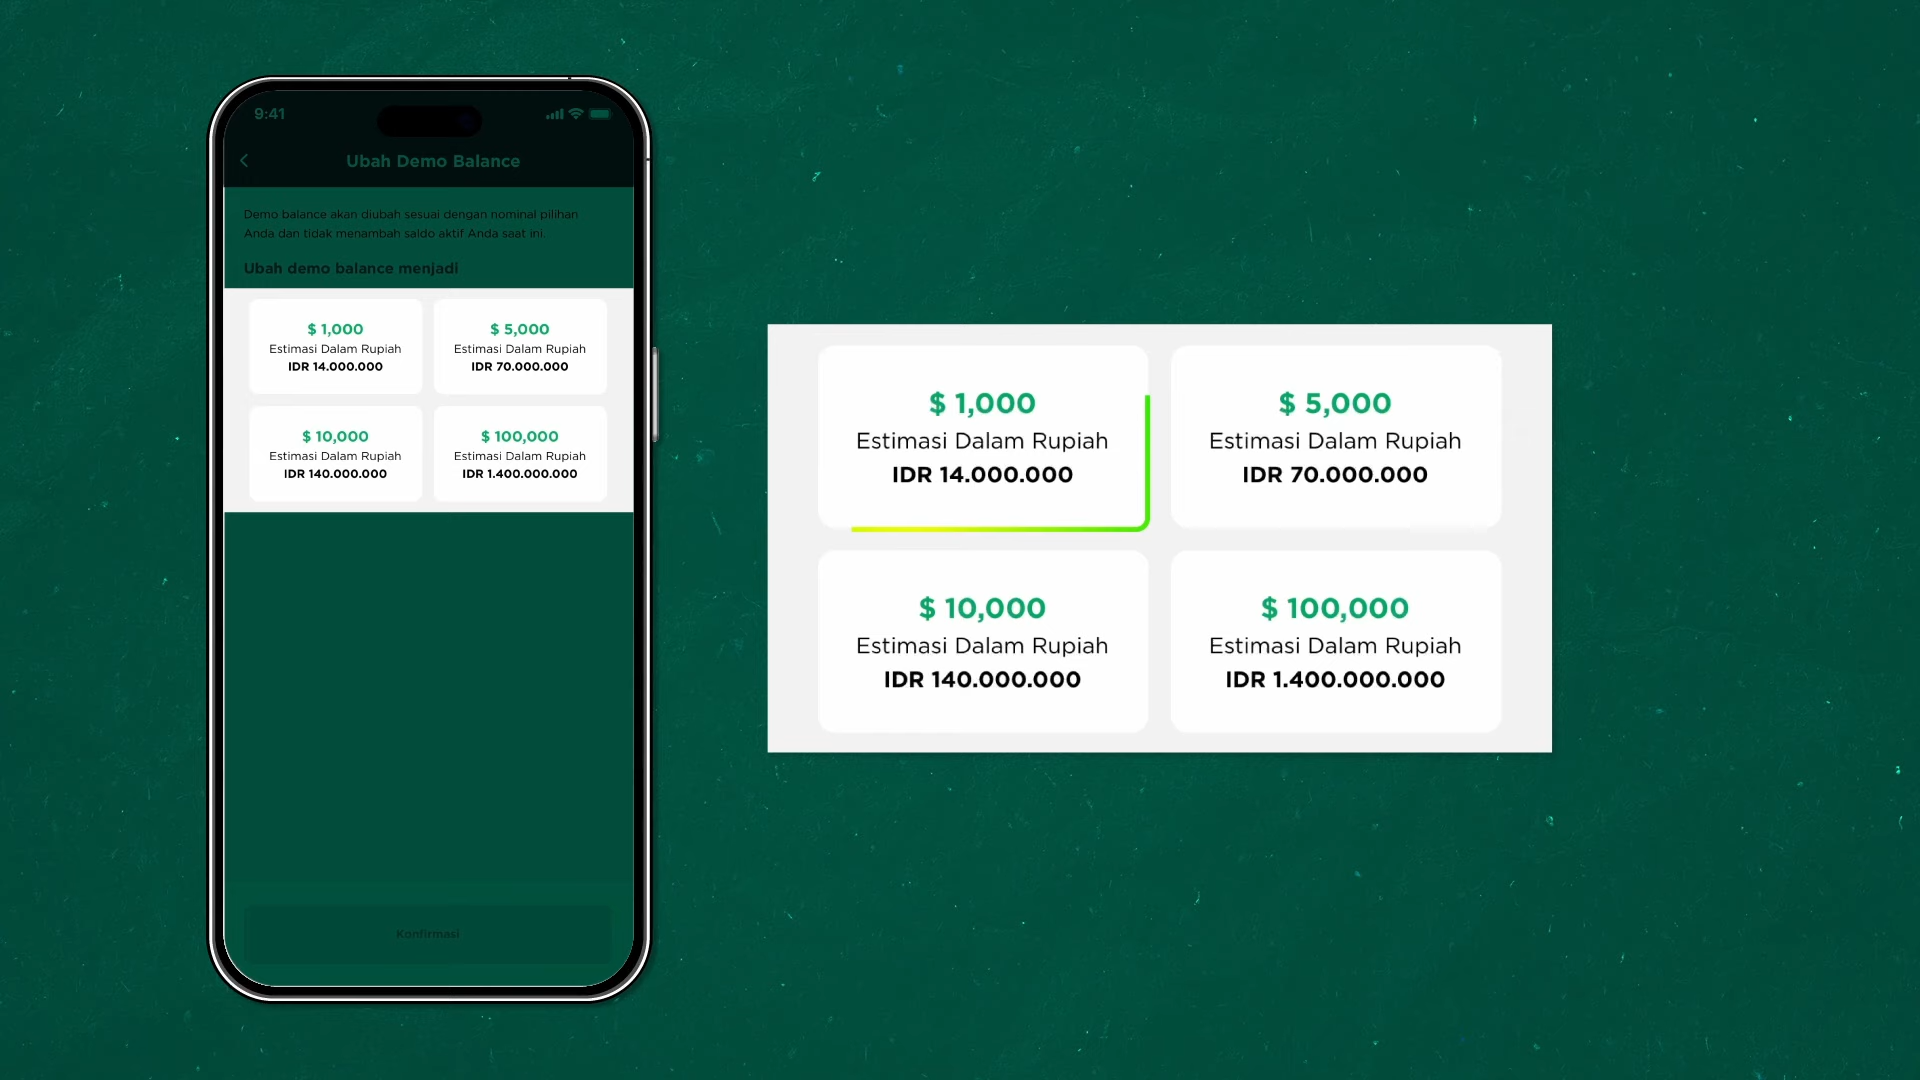 9:41
Ubah Demo Balance
Demo balance akan diubah sesuai dengan nominal pilihan
Anda dan tidak menambah saldo aktif Anda saat ini.
Ubah demo balance menjadi
$ 1,000
Estimasi Dalam Rupiah
IDR 14.000.000
$ 5,000
Estimasi Dalam Rupiah
IDR 70.000.000
$ 10,000
Estimasi Dalam Rupiah
IDR 140.000.000
$ 100,000
Estimasi Dalam Rupiah
IDR 1.400.000.000
Konfirmasi
$ 1,000
Estimasi Dalam Rupiah
IDR 14.000.000
$ 5,000
Estimasi Dalam Rupiah
IDR 70.000.000
$ 10,000
Estimasi Dalam Rupiah
IDR 140.000.000
$ 100,000
Estimasi Dalam Rupiah
IDR 1.400.000.000